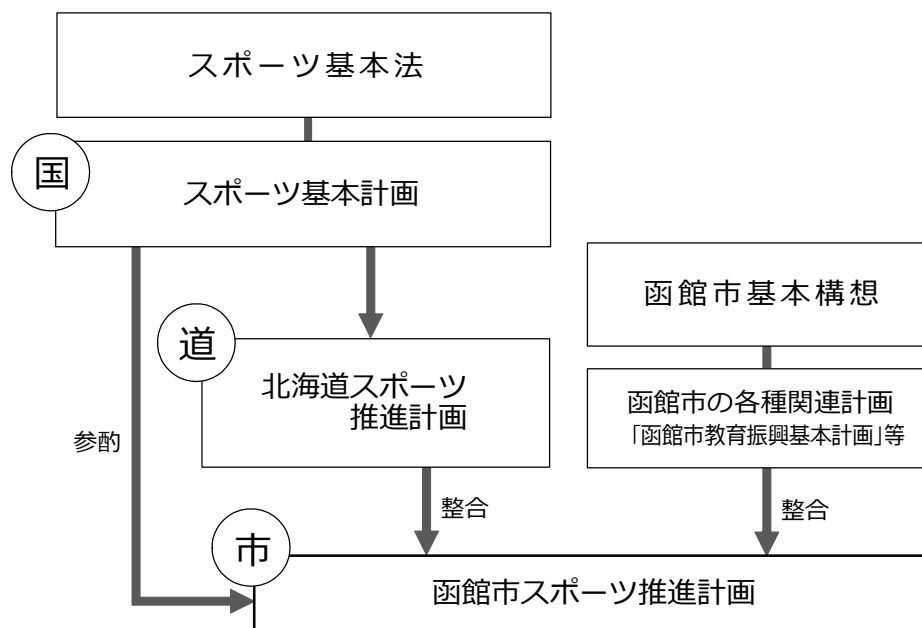 スポーツ基本法
国
スポーツ基本計画
函館市基本構想
道
北海道スポーツ
推進計画
函館市の各種関連計画
「函館市教育振興基本計画」等
参酌
整合
整合
市
函館市スポーツ推進計画